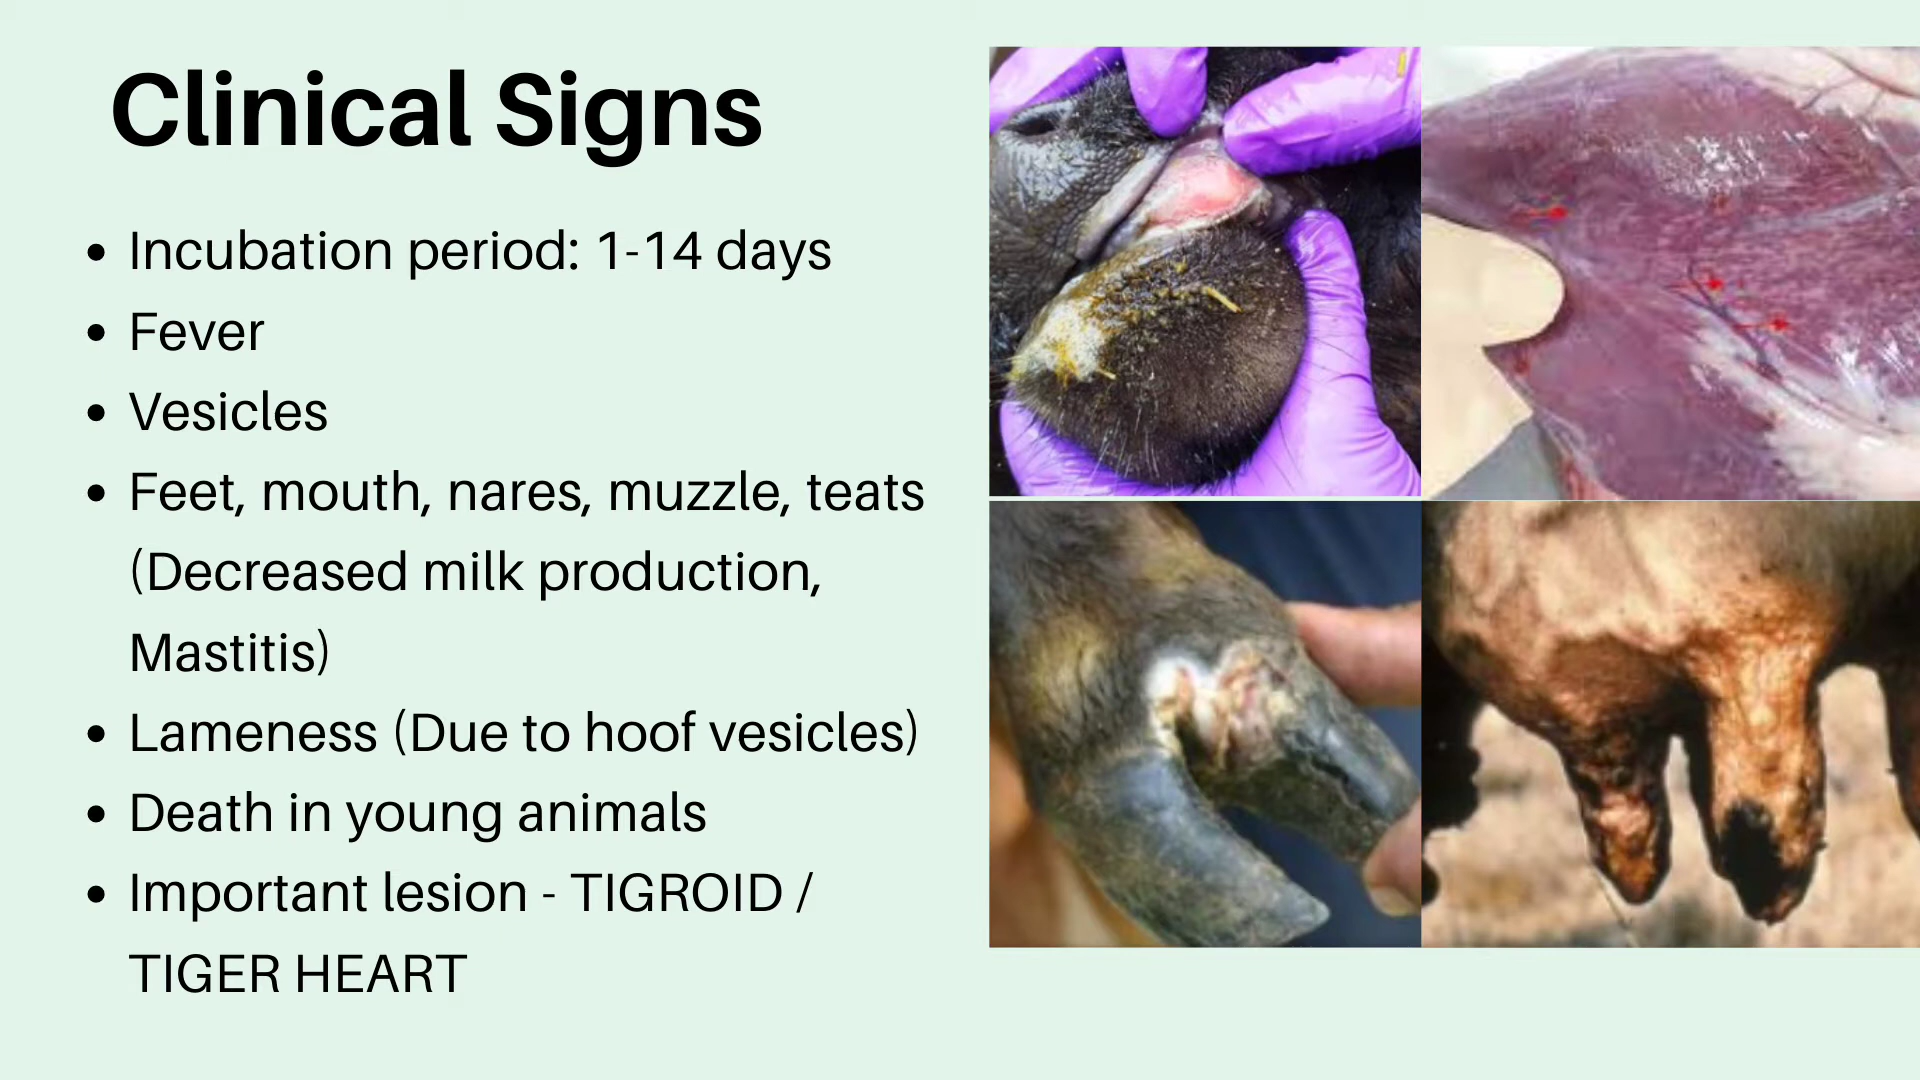 Clinical Signs
• Incubation period: 1-14 days
• Fever
• Vesicles
• Feet, mouth, nares, muzzle, teats
(Decreased milk production,
Mastitis)
• Lameness (Due to hoof vesicles)
• Death in young animals
• Important lesion - TIGROID /
TIGER HEART